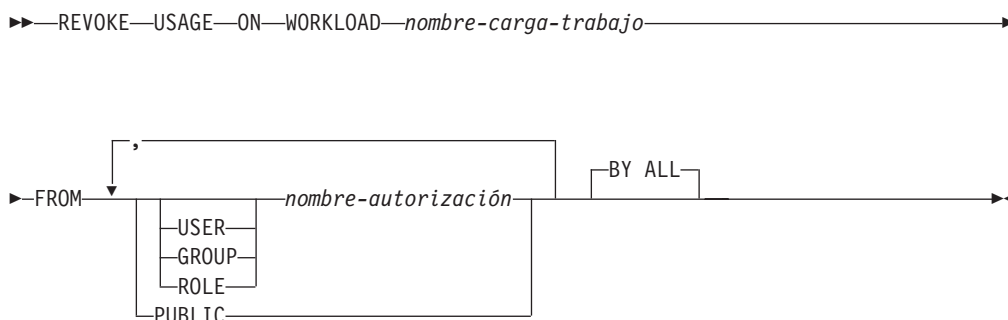 REVOKE USAGE ON WORKLOAD nombre-carga-trabajo
,
BY ALL
FROM nombre-autorización
USER
GROUP
ROLE
PUBLIC